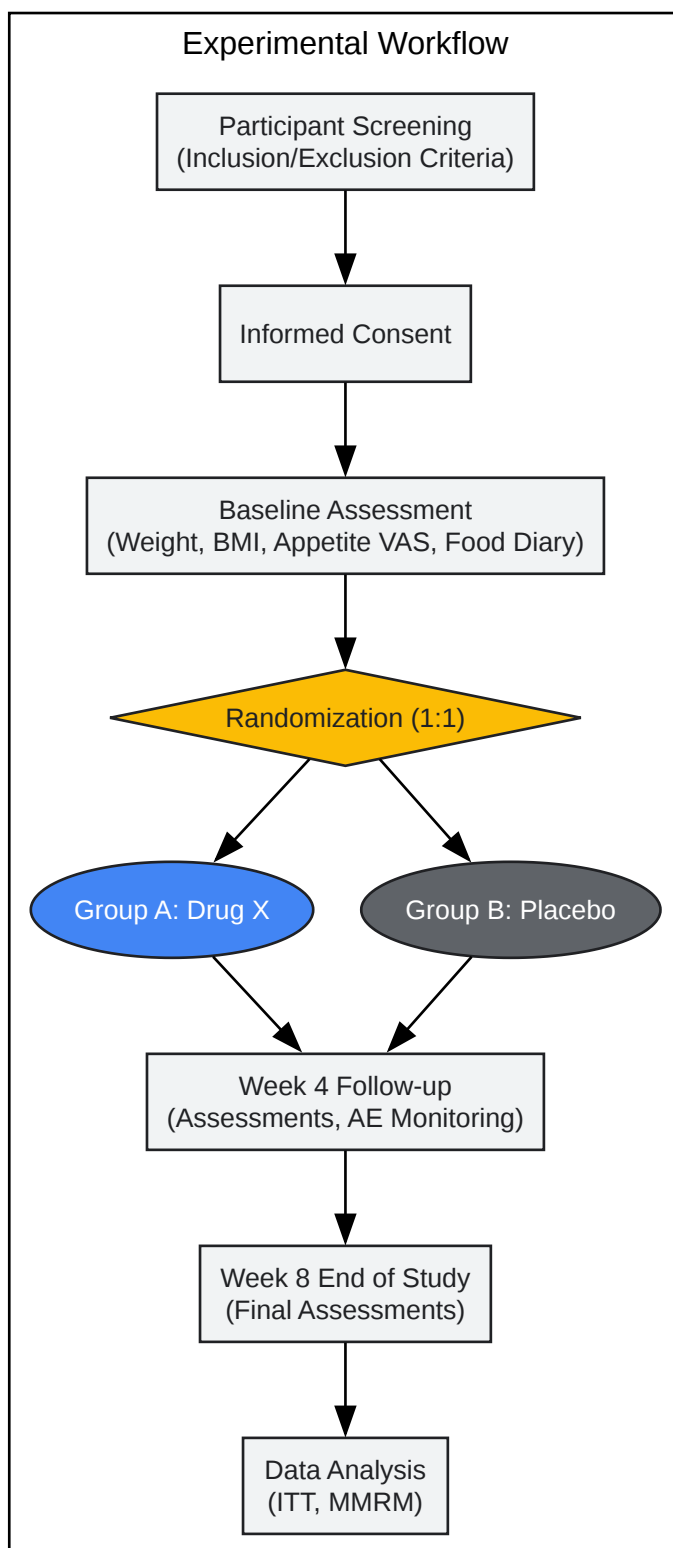 Experimental Workflow
Participant Screening
(Inclusion/Exclusion Criteria)
Informed Consent
Baseline Assessment
(Weight, BMI, Appetite VAS, Food Diary)
Randomization (1:1)
Group A: Drug X
Group B: Placebo
Week 4 Follow-up
(Assessments, AE Monitoring)
Week 8 End of Study
(Final Assessments)
Data Analysis
(ITT, MMRM)